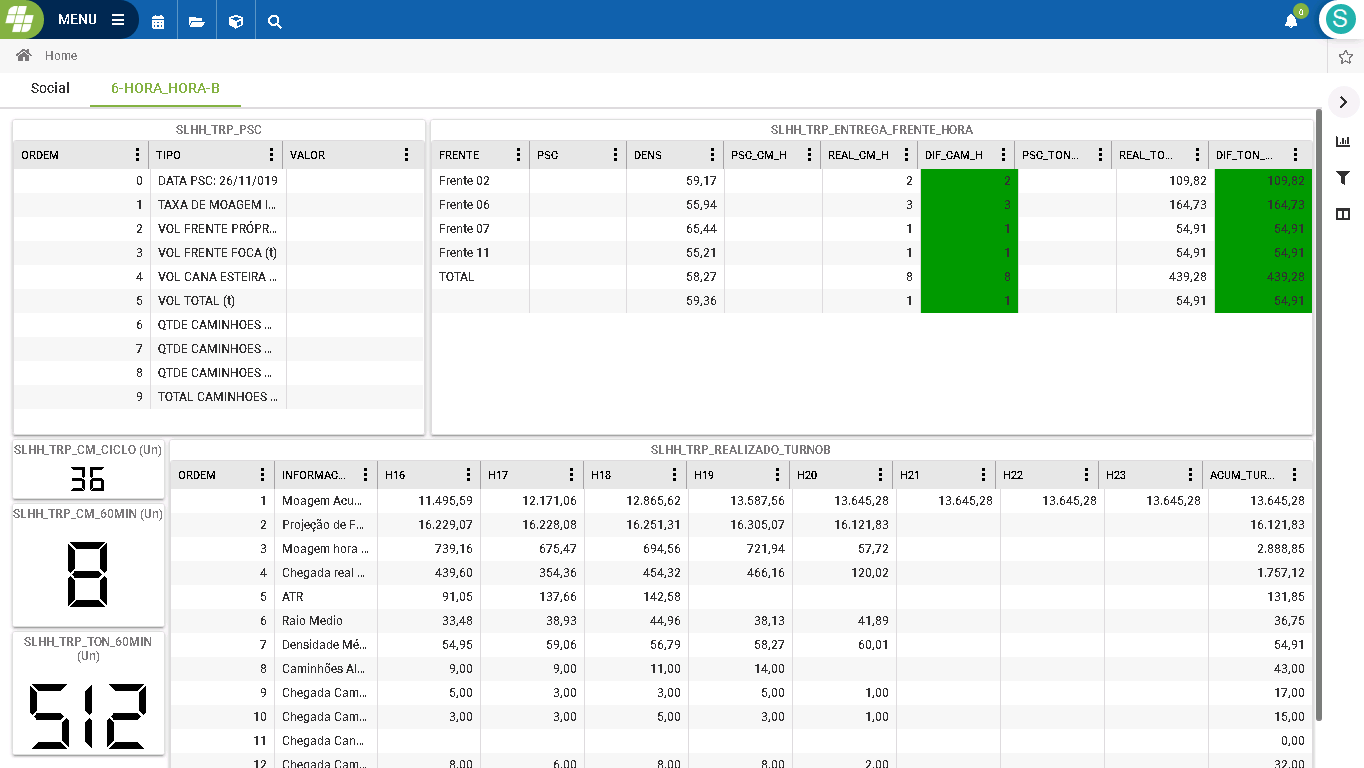 MENU
0
S
Home
Social 6-HORA_HORA-B
SLHH_TRP_PSC
ORDEM TIPO VALOR
0 DATA PSC: 26/11/019
1 TAXA DE MOAGEM I...
2 VOL FRENTE PRÓPR...
3 VOL FRENTE FOCA (t)
4 VOL CANA ESTEIRA ...
5 VOL TOTAL (t)
6 QTDE CAMINHOES ...
7 QTDE CAMINHOES ...
8 QTDE CAMINHOES ...
9 TOTAL CAMINHOES ...
SLHH_TRP_ENTREGA_FRENTE_HORA
FRENTE PSC DENS PSC_CM_H REAL_CM_H DIF_CAM_H PSC_TON... REAL_TO... DIF_TON_...
Frente 02 59,17 2 2 109,82 109,82
Frente 06 55,94 3 3 164,73 164,73
Frente 07 65,44 1 1 54,91 54,91
Frente 11 55,21 1 1 54,91 54,91
TOTAL 58,27 8 8 439,28 439,28
59,36 1 1 54,91 54,91
SLHH_TRP_CM_CICLO (Un)
36
SLHH_TRP_CM_60MIN (Un)
8
SLHH_TRP_TON_60MIN
(Un)
512
SLHH_TRP_REALIZADO_TURNOB
ORDEM INFORMAC... H16 H17 H18 H19 H20 H21 H22 H23 ACUM_TUR...
1 Moagem Acu... 11.495,59 12.171,06 12.865,62 13.587,56 13.645,28 13.645,28 13.645,28 13.645,28 13.645,28
2 Projeção de F... 16.229,07 16.228,08 16.251,31 16.305,07 16.121,83 16.121,83
3 Moagem hora ... 739,16 675,47 694,56 721,94 57,72 2.888,85
4 Chegada real ... 439,60 354,36 454,32 466,16 120,02 1.757,12
5 ATR 91,05 137,66 142,58 131,85
6 Raio Medio 33,48 38,93 44,96 38,13 41,89 36,75
7 Densidade Mé... 54,95 59,06 56,79 58,27 60,01 54,91
8 Caminhões Al... 9,00 9,00 11,00 14,00 43,00
9 Chegada Cam... 5,00 3,00 3,00 5,00 1,00 17,00
10 Chegada Cam... 3,00 3,00 5,00 3,00 1,00 15,00
11 Chegada Can... 0,00
12 Chegada Cam... 8,00 6,00 8,00 8,00 2,00 32,00